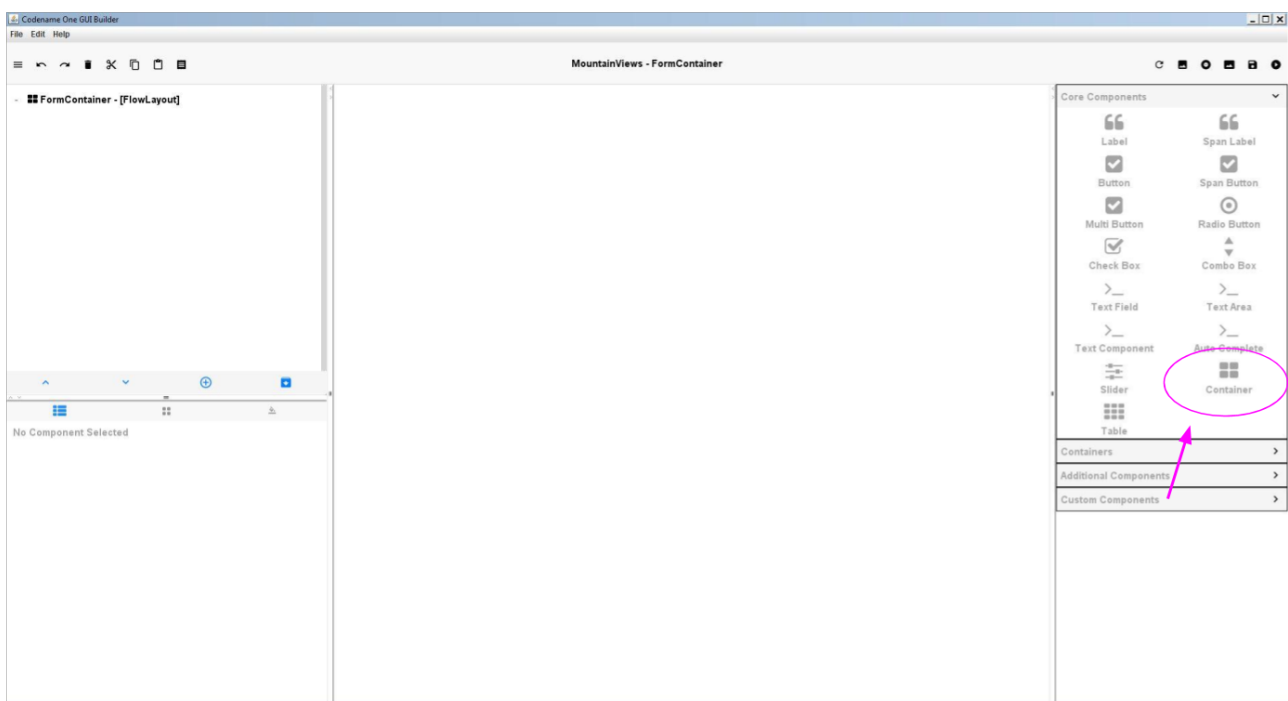 Codename One GUI Builder
File Edit Help
MountainViews - FormContainer
- FormContainer - [FlowLayout]
No Component Selected
Core Components
Label Span Label
Button Span Button
Multi Button Radio Button
Check Box Combo Box
Text Field Text Area
Text Component Auto Complete
Slider Container
Table
Containers
Additional Components
Custom Components